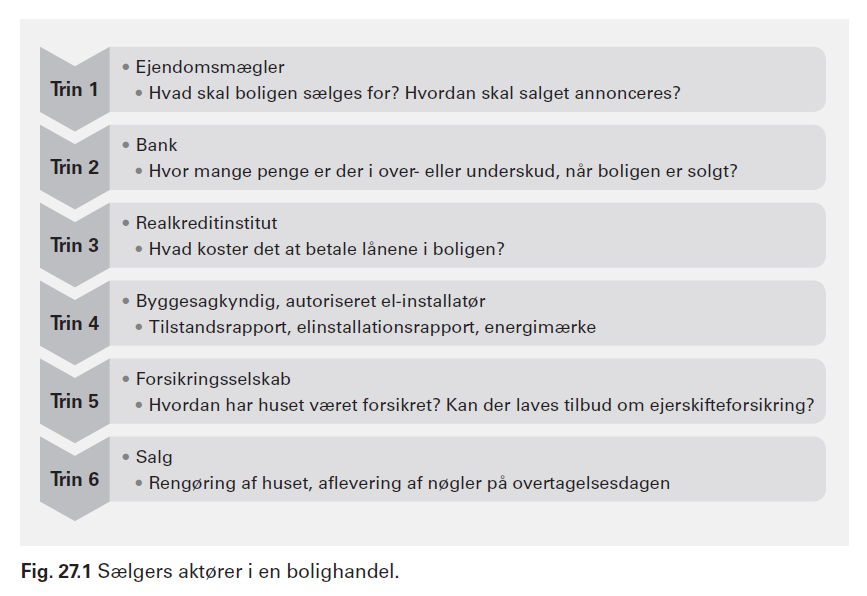 Trin 1
• Ejendomsmægler
• Hvad skal boligen sælges for? Hvordan skal salget annonceres?
Trin 2
• Bank
• Hvor mange penge er der i over- eller underskud, når boligen er solgt?
Trin 3
• Realkreditinstitut
• Hvad koster det at betale lånene i boligen?
Trin 4
• Byggesagkyndig, autoriseret el-installatør
• Tilstandsrapport, elinstallationsrapport, energimærke
Trin 5
• Forsikringsselskab
• Hvordan har huset været forsikret? Kan der laves tilbud om ejerskifteforsikring?
Trin 6
• Salg
• Rengøring af huset, aflevering af nøgler på overtagelsesdagen
Fig. 27.1 Sælgers aktører i en bolighandel.